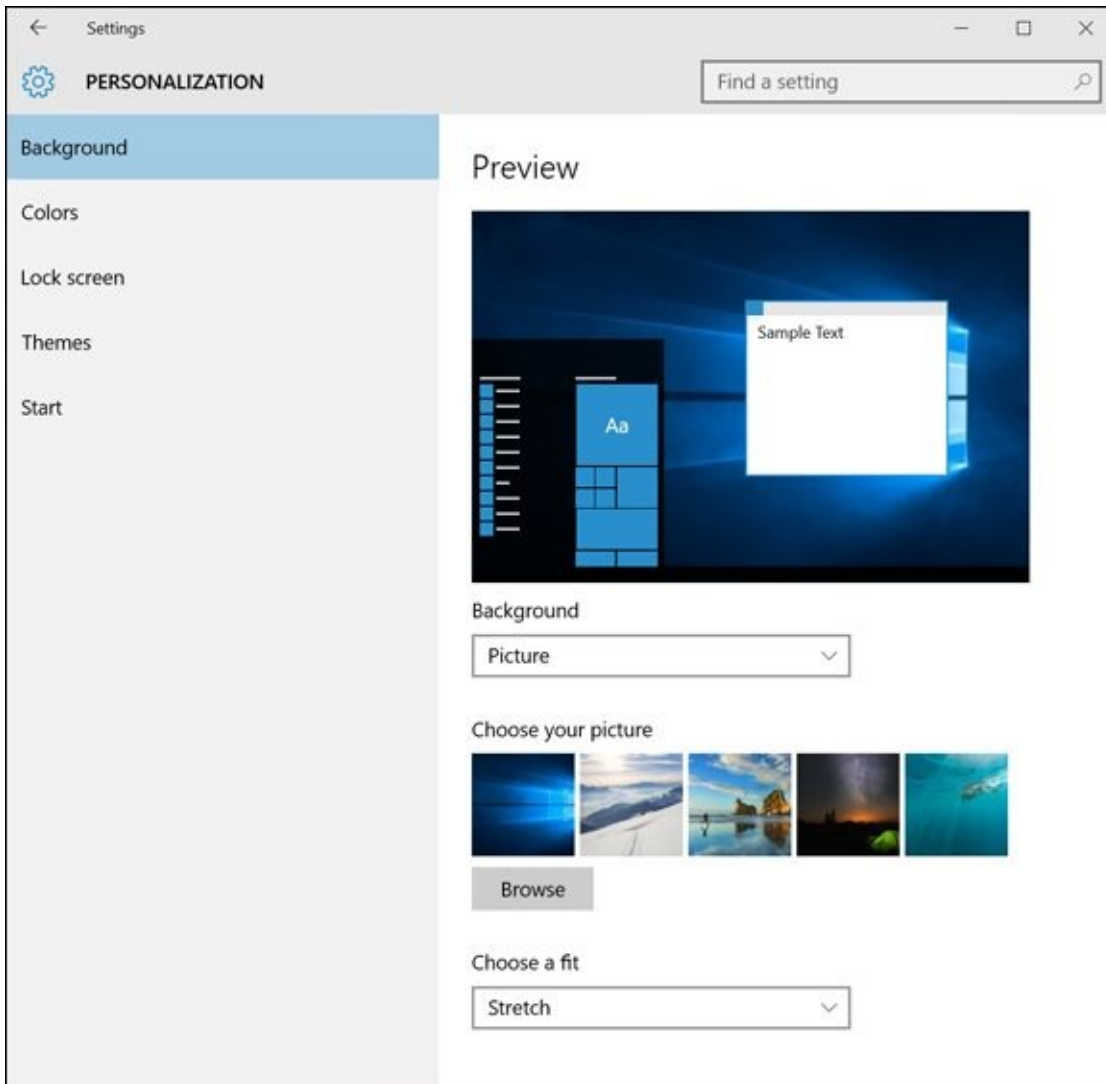 Settings
PERSONALIZATION
Find a setting
Background
Colors
Lock screen
Themes
Start
Preview
Sample Text
Aa
Background
Picture
Choose your picture
Browse
Choose a fit
Stretch